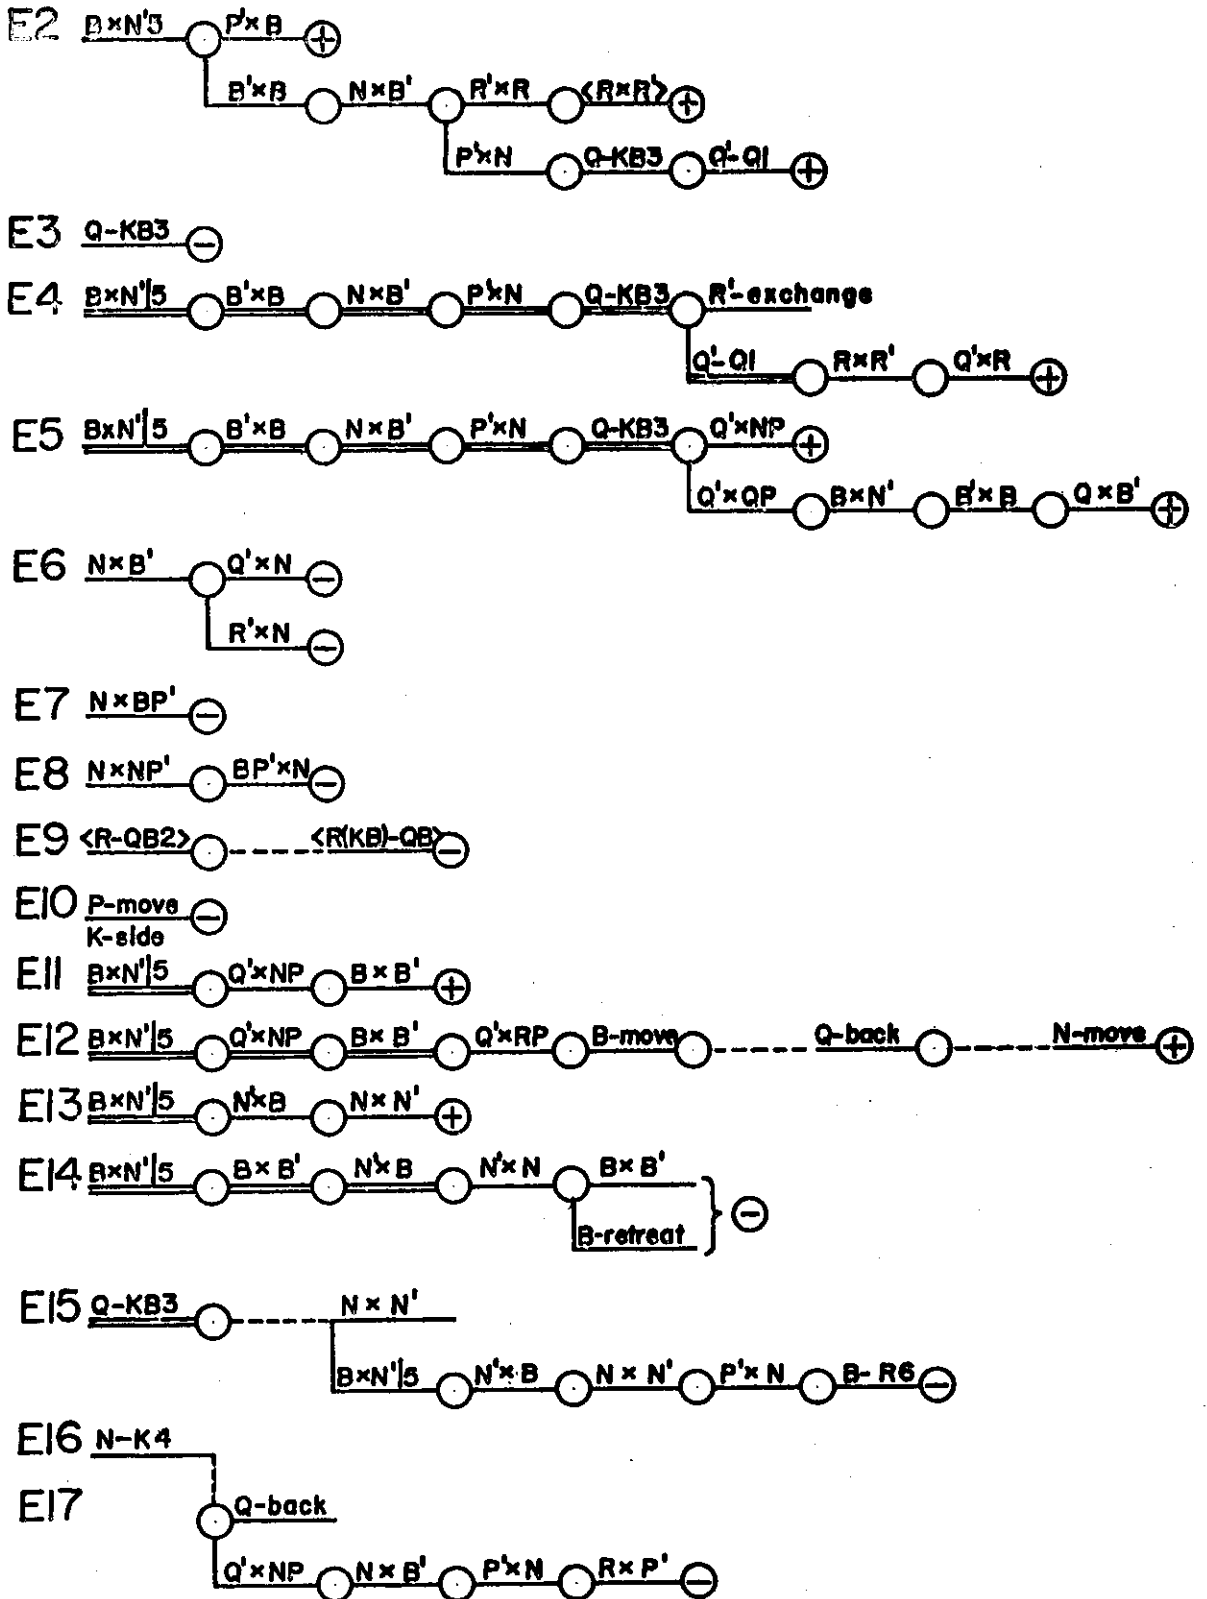 E2 B×N'5 P'×B +
B'×B N×B' R'×R <R×R'> +
P'×N Q-KB3 Q'-Q1 +
E3 Q-KB3 −
E4 B×N'|5 B'×B N×B' P'×N Q-KB3 R'-exchange
Q'-Q1 R×R' Q'×R +
E5 B×N'|5 B'×B N×B' P'×N Q-KB3 Q'×NP +
Q'×QP B×N' B'×B Q×B' +
E6 N×B' Q'×N −
R'×N −
E7 N×BP' −
E8 N×NP' BP'×N −
E9 <R-QB2> <R(KB)-QB> −
E10 P-move −
K-side
E11 B×N'|5 Q'×NP B×B' +
E12 B×N'|5 Q'×NP B×B' Q'×RP B-move Q-back N-move +
E13 B×N'|5 N'×B N×N' +
E14 B×N'|5 B×B' N'×B N'×N B×B'
B-retreat } −
E15 Q-KB3 N×N'
B×N'|5 N'×B N×N' P'×N B-R6 −
E16 N-K4
E17 Q-back
Q'×NP N×B' P'×N R×P' −